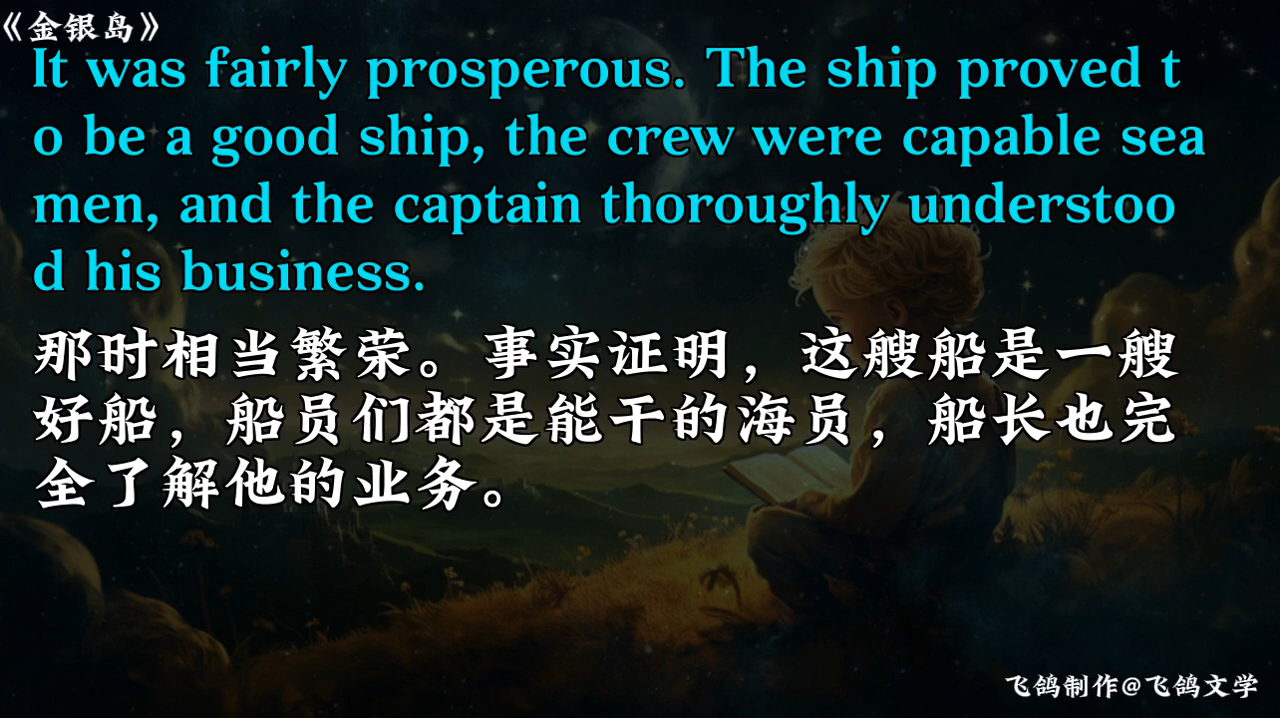 《金银岛》
It was fairly prosperous. The ship proved t
o be a good ship, the crew were capable sea
men, and the captain thoroughly understoo
d his business.
那时相当繁荣。事实证明，这艘船是一艘
好船，船员们都是能干的海员，船长也完
全了解他的业务。
飞鸽制作@飞鸽文学